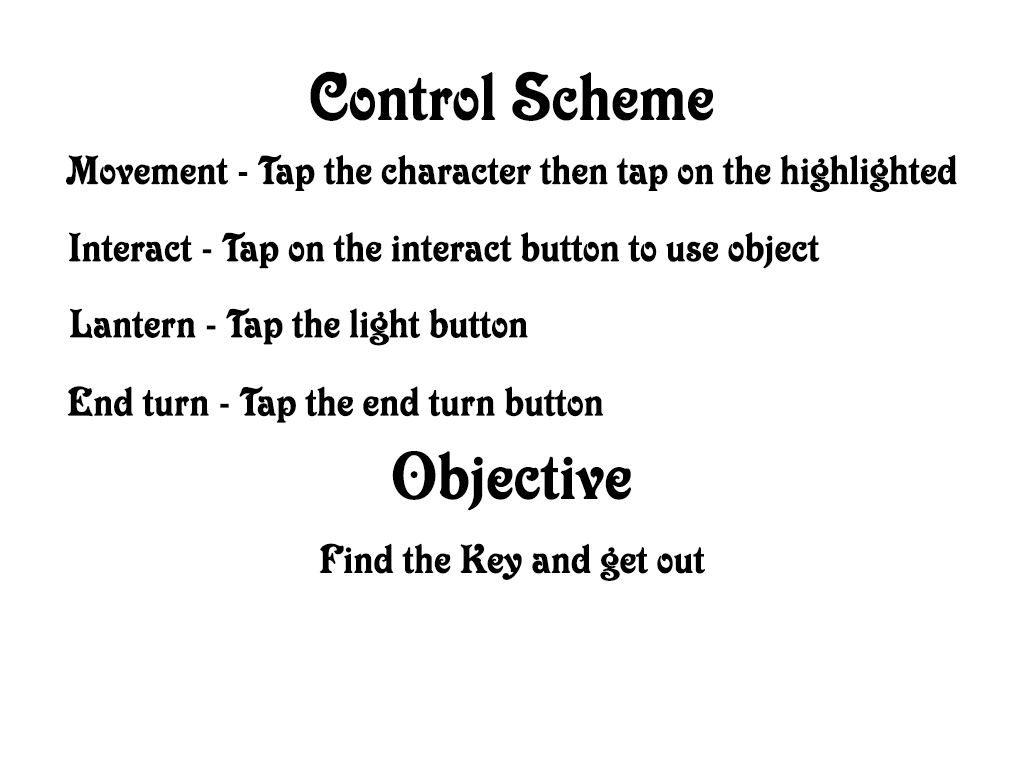 Control Scheme
Movement - Tap the character then tap on the highlighted
Interact - Tap on the interact button to use object
Lantern - Tap the light button
End turn - Tap the end turn button
Objective
Find the Key and get out